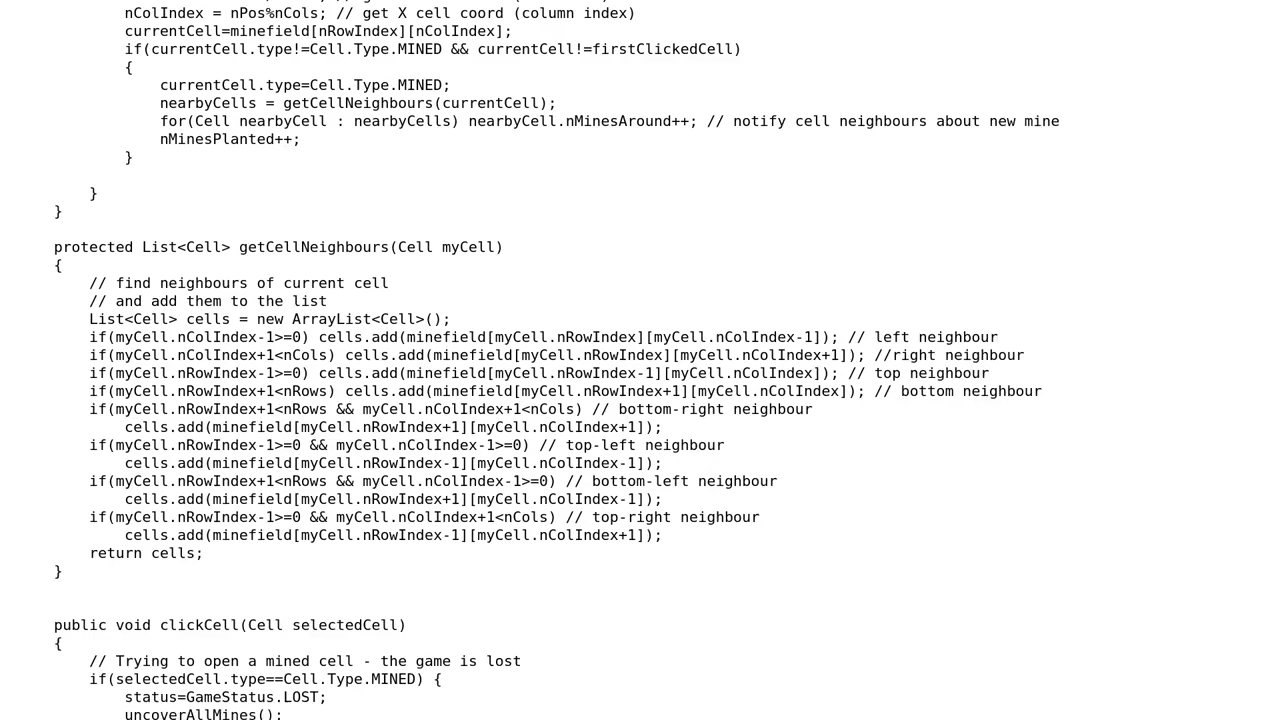 nColIndex = nPos%nCols; // get X cell coord (column index)
currentCell=minefield[nRowIndex][nColIndex];
if(currentCell.type!=Cell.Type.MINED && currentCell!=firstClickedCell)
{
currentCell.type=Cell.Type.MINED;
nearbyCells = getCellNeighbours(currentCell);
for(Cell nearbyCell : nearbyCells) nearbyCell.nMinesAround++; // notify cell neighbours about new mine
nMinesPlanted++;
}
}
}
protected List<Cell> getCellNeighbours(Cell myCell)
{
// find neighbours of current cell
// and add them to the list
List<Cell> cells = new ArrayList<Cell>();
if(myCell.nColIndex-1>=0) cells.add(minefield[myCell.nRowIndex][myCell.nColIndex-1]); // left neighbour
if(myCell.nColIndex+1<nCols) cells.add(minefield[myCell.nRowIndex][myCell.nColIndex+1]); //right neighbour
if(myCell.nRowIndex-1>=0) cells.add(minefield[myCell.nRowIndex-1][myCell.nColIndex]); // top neighbour
if(myCell.nRowIndex+1<nRows) cells.add(minefield[myCell.nRowIndex+1][myCell.nColIndex]); // bottom neighbour
if(myCell.nRowIndex+1<nRows && myCell.nColIndex+1<nCols) // bottom-right neighbour
cells.add(minefield[myCell.nRowIndex+1][myCell.nColIndex+1]);
if(myCell.nRowIndex-1>=0 && myCell.nColIndex-1>=0) // top-left neighbour
cells.add(minefield[myCell.nRowIndex-1][myCell.nColIndex-1]);
if(myCell.nRowIndex+1<nRows && myCell.nColIndex-1>=0) // bottom-left neighbour
cells.add(minefield[myCell.nRowIndex+1][myCell.nColIndex-1]);
if(myCell.nRowIndex-1>=0 && myCell.nColIndex+1<nCols) // top-right neighbour
cells.add(minefield[myCell.nRowIndex-1][myCell.nColIndex+1]);
return cells;
}
public void clickCell(Cell selectedCell)
{
// Trying to open a mined cell - the game is lost
if(selectedCell.type==Cell.Type.MINED) {
status=GameStatus.LOST;
uncoverAllMines();